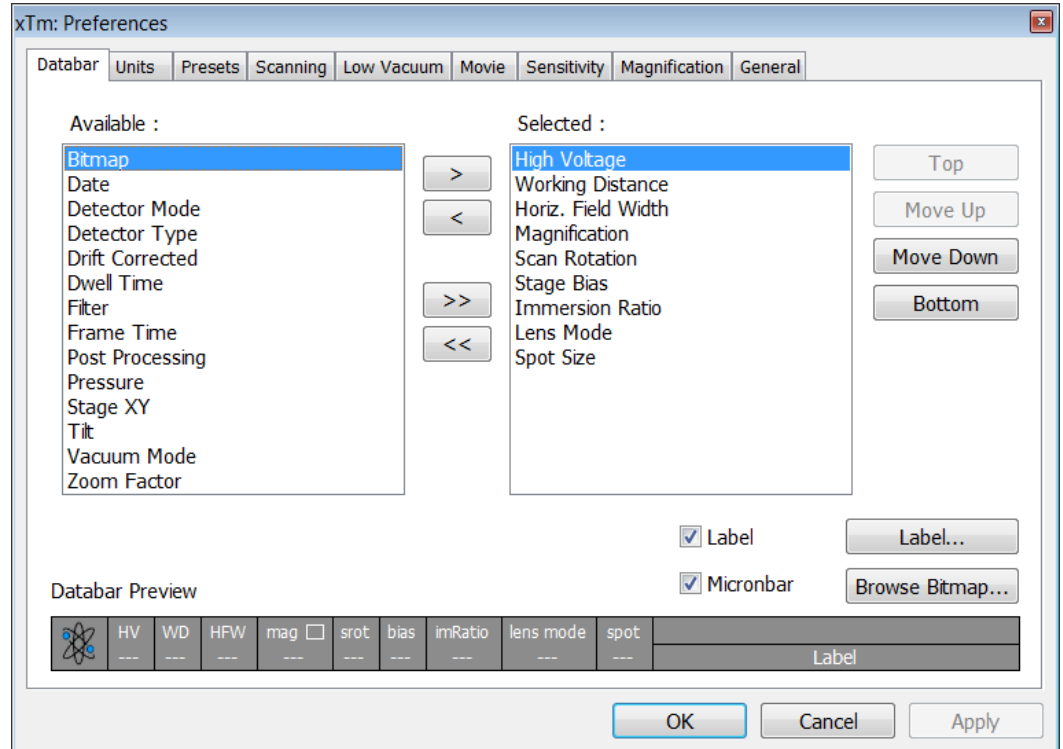 xTm: Preferences
Databar Units Presets Scanning Low Vacuum Movie Sensitivity Magnification General
Available :
Bitmap
Date
Detector Mode
Detector Type
Drift Corrected
Dwell Time
Filter
Frame Time
Post Processing
Pressure
Stage XY
Tilt
Vacuum Mode
Zoom Factor
>
<
>>
<<
Selected :
High Voltage
Working Distance
Horiz. Field Width
Magnification
Scan Rotation
Stage Bias
Immersion Ratio
Lens Mode
Spot Size
Top
Move Up
Move Down
Bottom
Label Label...
Micronbar Browse Bitmap...
Databar Preview
HV WD HFW mag srot bias imRatio lens mode spot
--- --- --- --- --- --- --- --- ---
Label
OK Cancel Apply